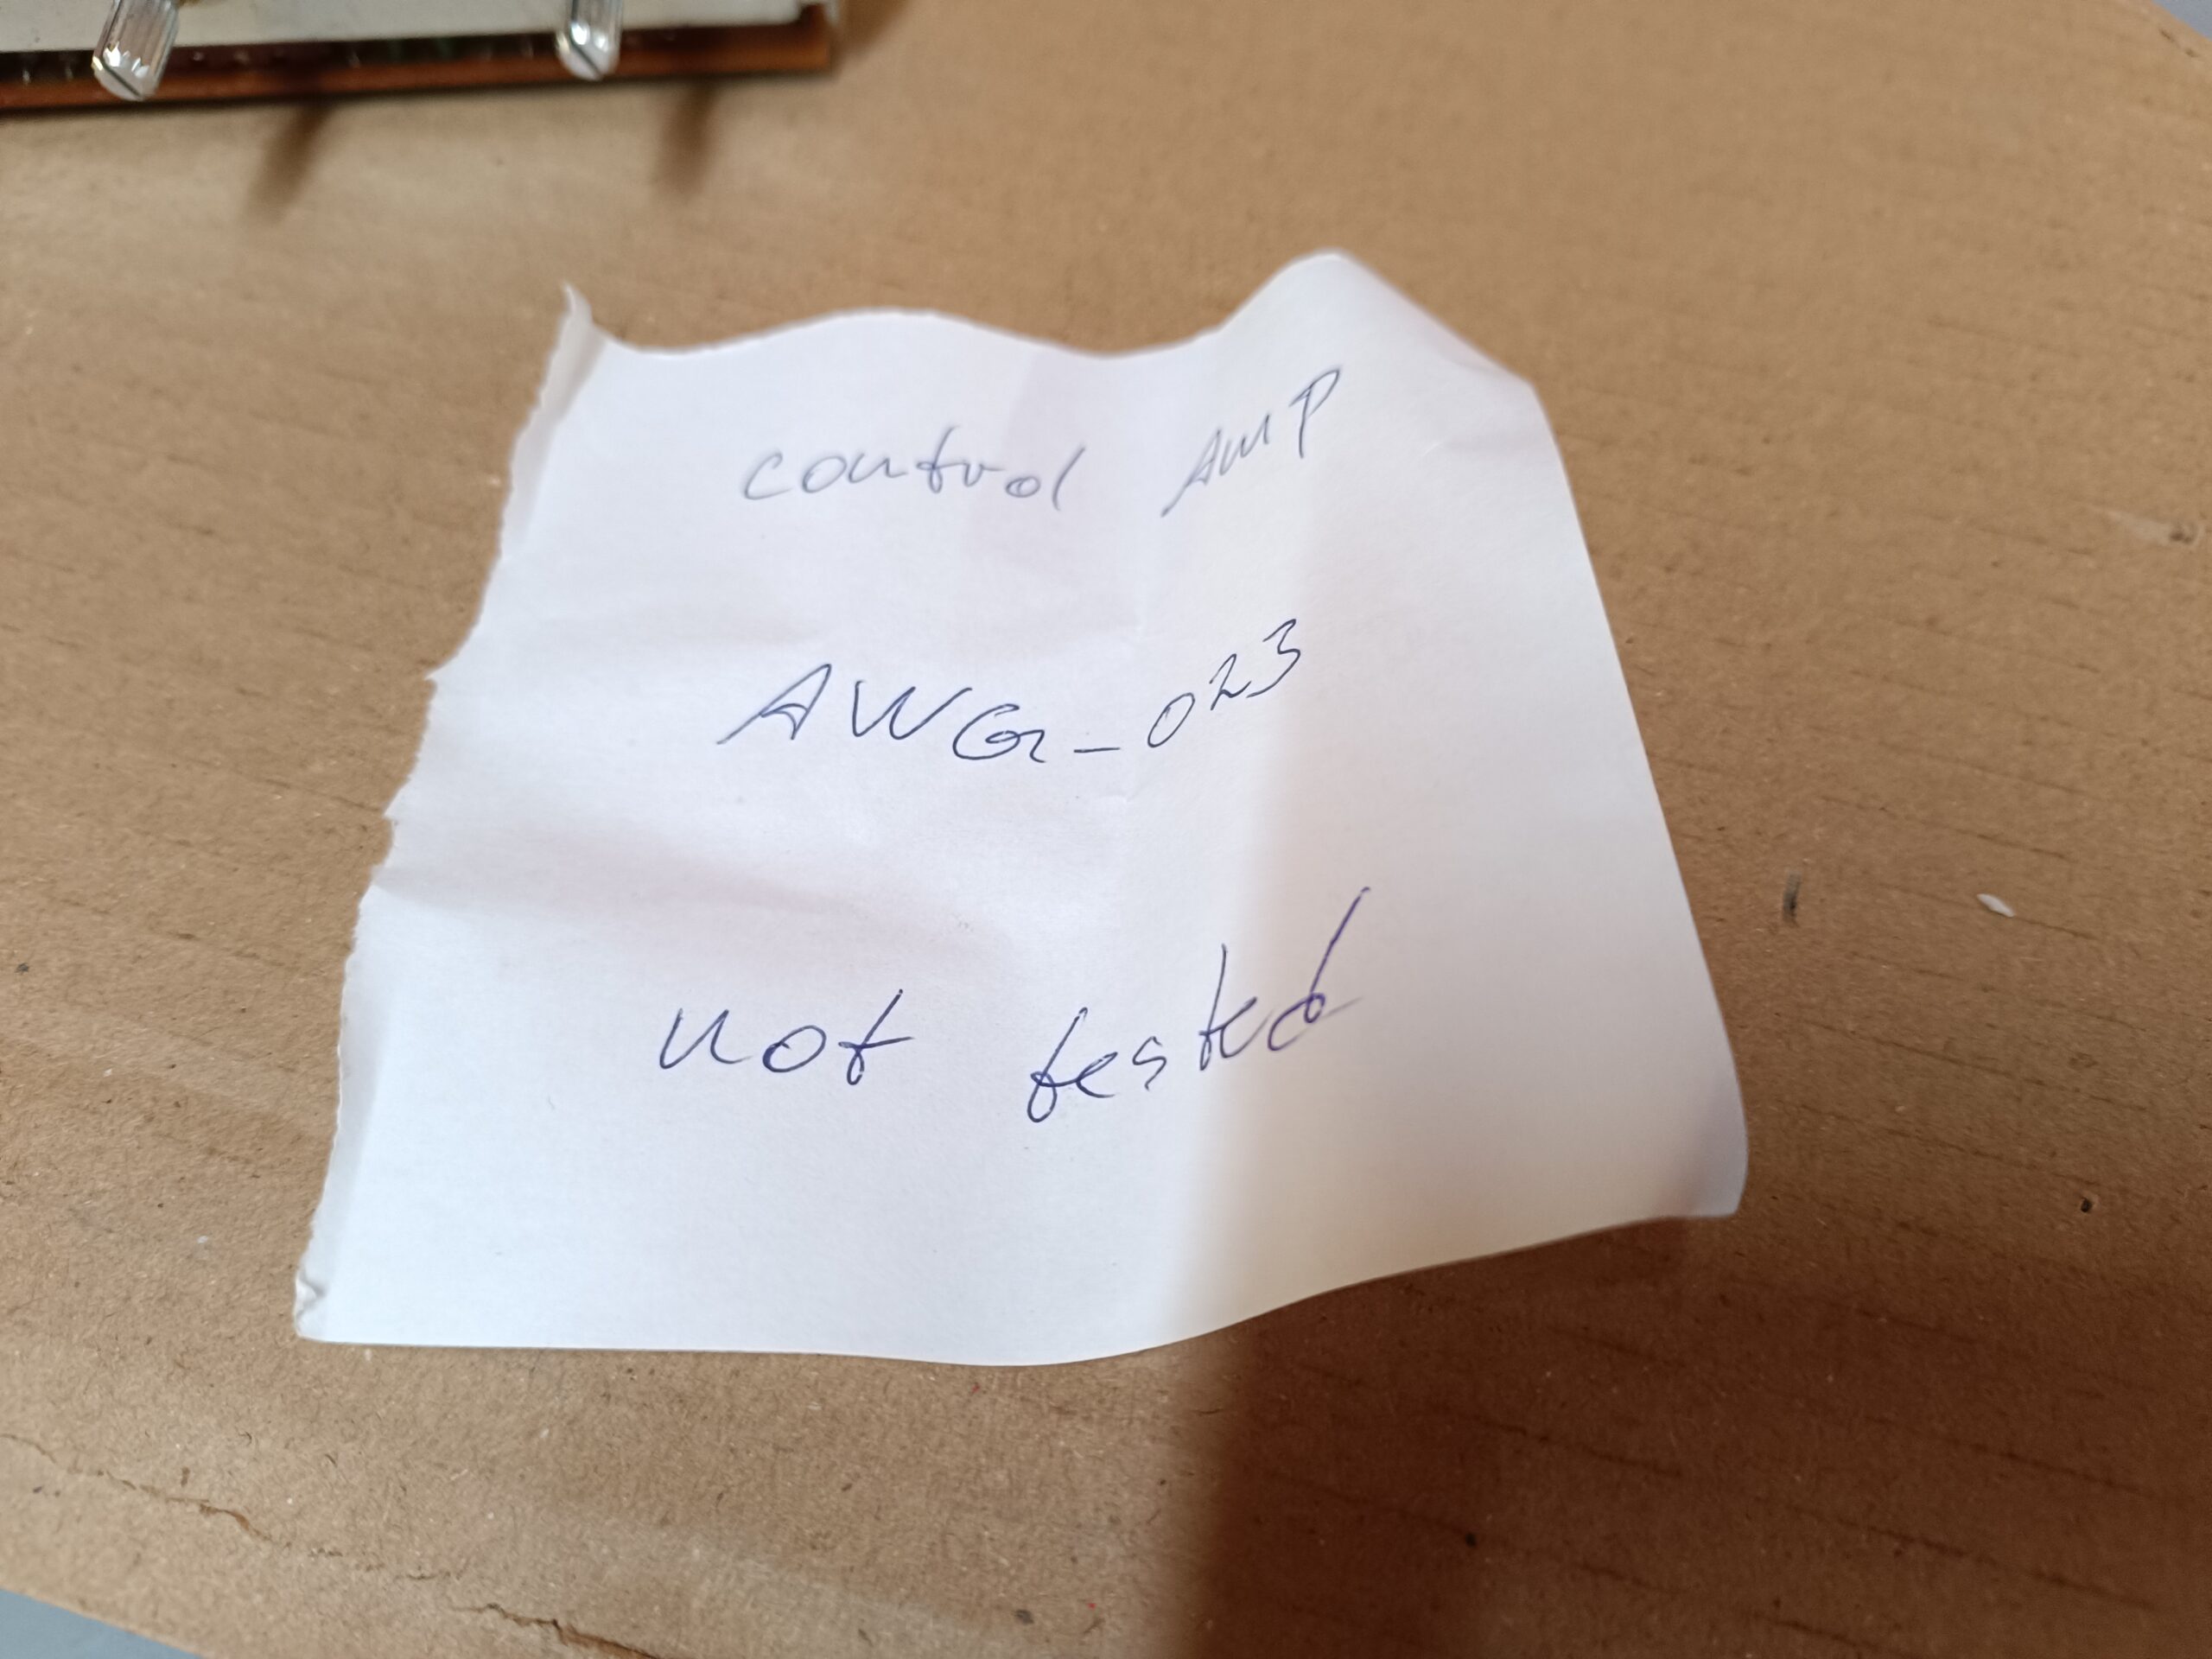 control AMP
AWG-023
not tested